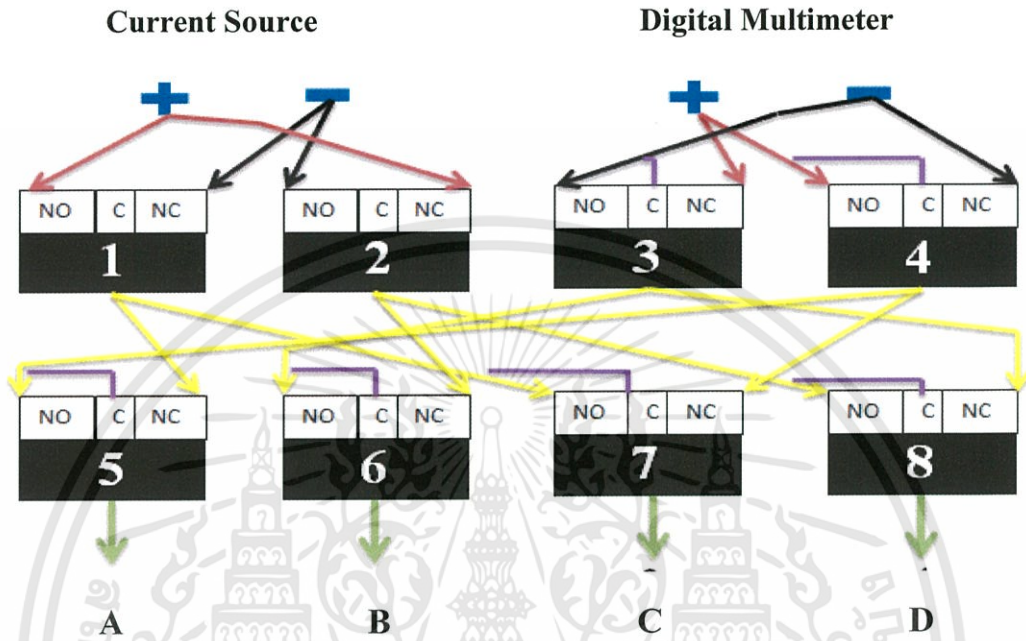 Current Source Digital Multimeter
+ − + −
NO C NC NO C NC NO C NC NO C NC
1 2 3 4
NO C NC NO C NC NO C NC NO C NC
5 6 7 8
A B C D